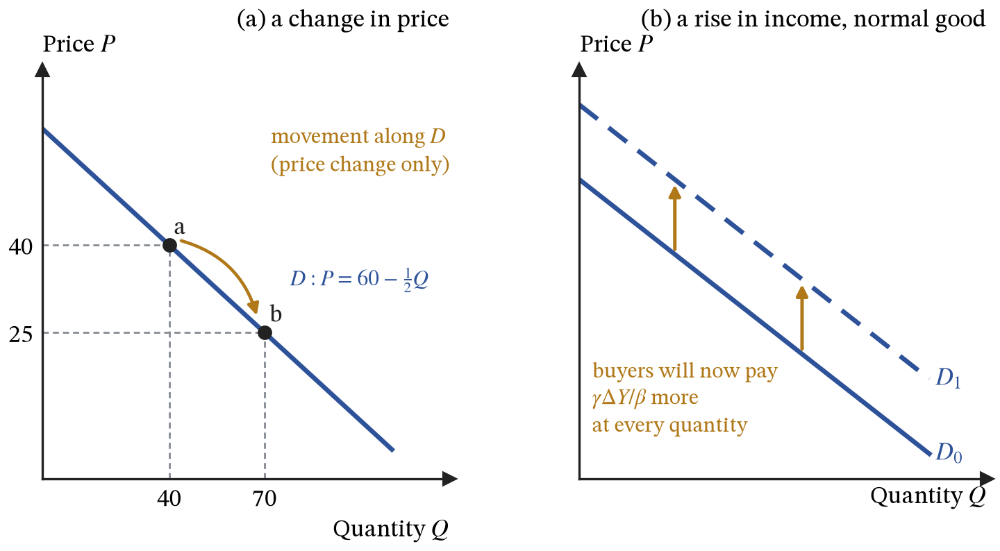 (a) a change in price
Price P
movement along D
(price change only)
a
40
D : P = 60 − ½Q
b
25
40 70
Quantity Q
(b) a rise in income, normal good
Price P
buyers will now pay
γΔY/β more
at every quantity
D₁
D₀
Quantity Q